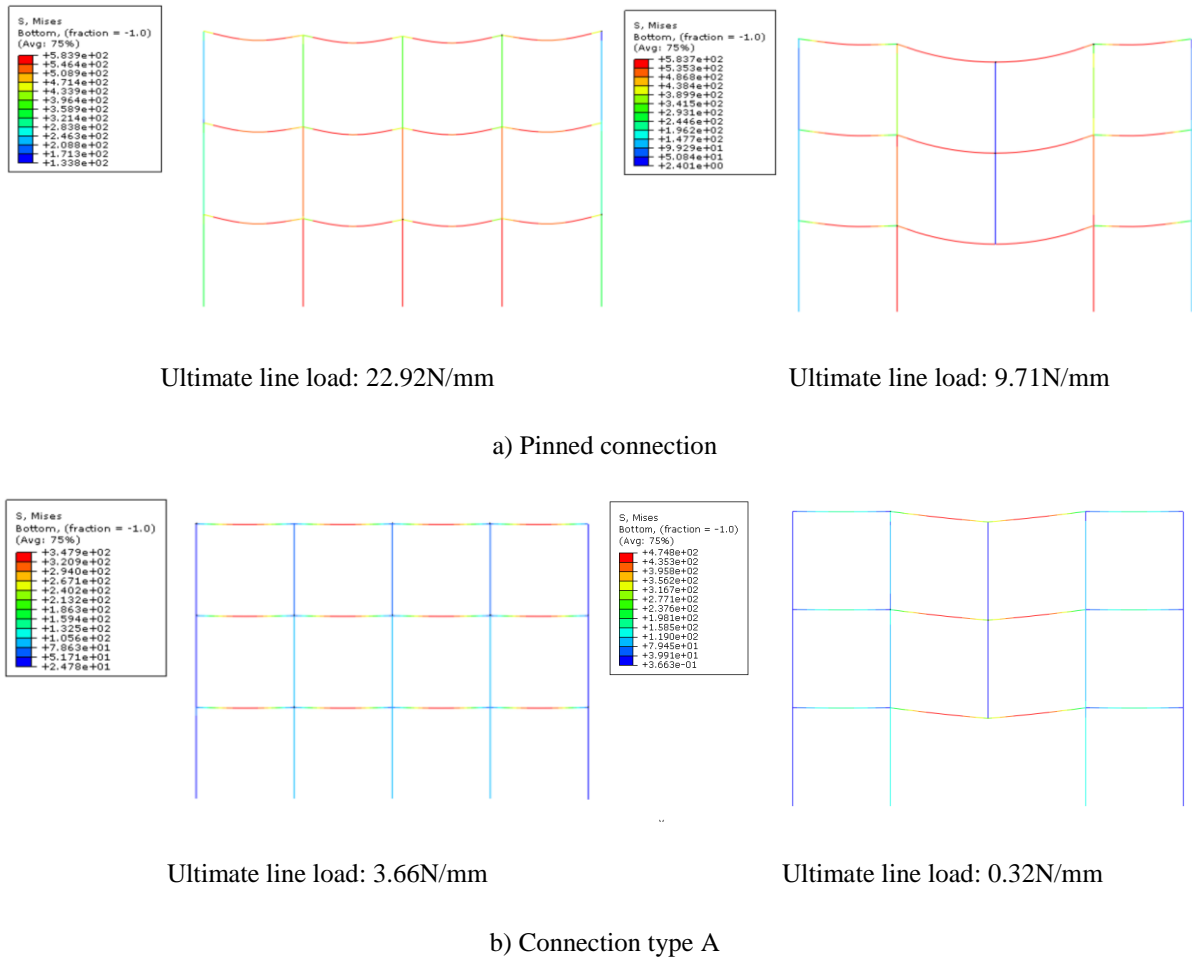 S, Mises
Bottom, (fraction = -1.0)
(Avg: 75%)
+5.839e+02
+5.464e+02
+5.089e+02
+4.714e+02
+4.339e+02
+3.964e+02
+3.589e+02
+3.214e+02
+2.838e+02
+2.463e+02
+2.088e+02
+1.713e+02
+1.338e+02
S, Mises
Bottom, (fraction = -1.0)
(Avg: 75%)
+5.837e+02
+5.353e+02
+4.868e+02
+4.384e+02
+3.899e+02
+3.415e+02
+2.931e+02
+2.446e+02
+1.962e+02
+1.477e+02
+9.929e+01
+5.084e+01
+2.401e+00
Ultimate line load: 22.92N/mm
Ultimate line load: 9.71N/mm
a) Pinned connection
S, Mises
Bottom, (fraction = -1.0)
(Avg: 75%)
+3.479e+02
+3.209e+02
+2.940e+02
+2.671e+02
+2.402e+02
+2.132e+02
+1.863e+02
+1.594e+02
+1.325e+02
+1.056e+02
+7.863e+01
+5.171e+01
+2.478e+01
S, Mises
Bottom, (fraction = -1.0)
(Avg: 75%)
+4.748e+02
+4.353e+02
+3.958e+02
+3.562e+02
+3.167e+02
+2.771e+02
+2.376e+02
+1.981e+02
+1.585e+02
+1.190e+02
+7.945e+01
+3.991e+01
+3.663e-01
Ultimate line load: 3.66N/mm
Ultimate line load: 0.32N/mm
b) Connection type A